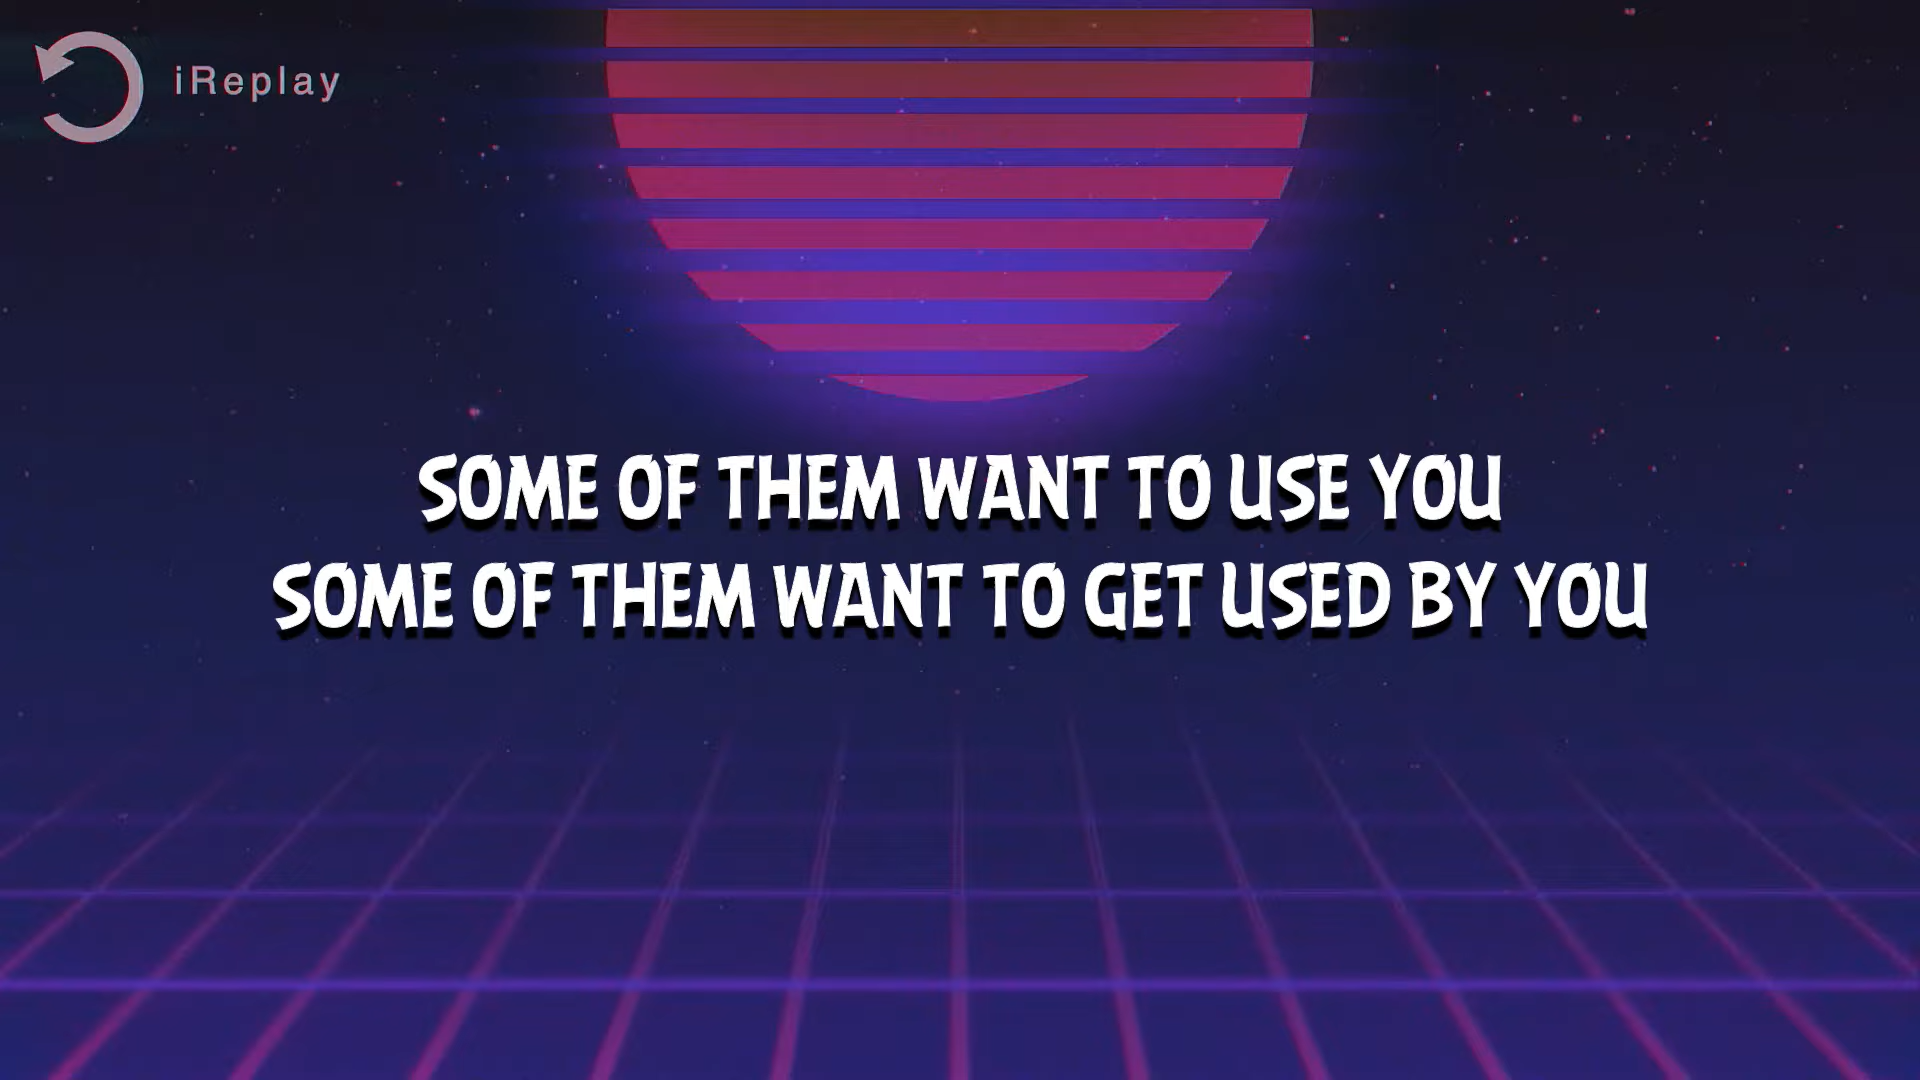 iReplay
SOME OF THEM WANT TO USE YOU
SOME OF THEM WANT TO GET USED BY YOU